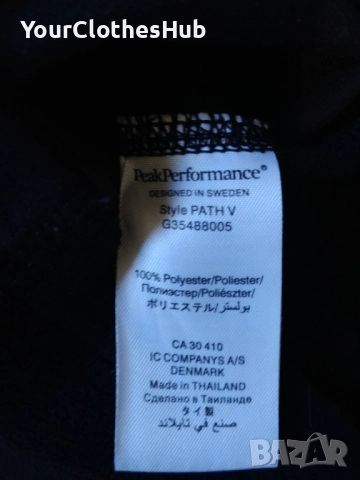 YourClothesHub
PeakPerformance®
DESIGNED IN SWEDEN
Style PATH V
G35488005
100% Polyester/Poliester/
Полиэстер/Poliészter/
ポリエステル/بوليستر/
CA 30 410
IC COMPANYS A/S
DENMARK
Made in THAILAND
Сделано в Таиланде
タイ製
صنع في تايلاند
BAZAR